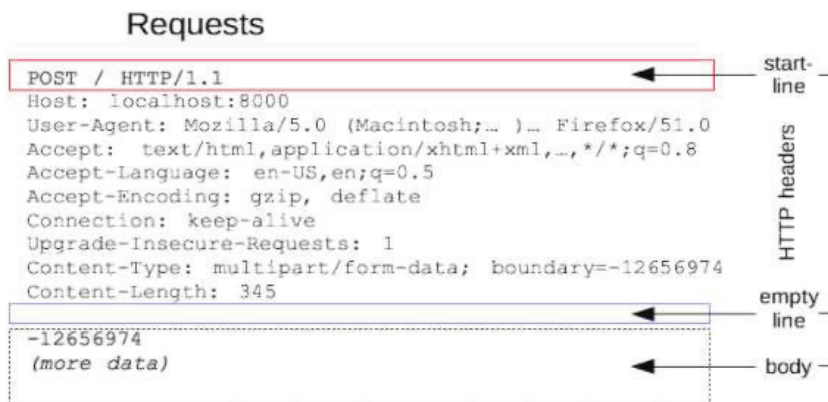 Requests
POST / HTTP/1.1
start-
line
Host: localhost:8000
User-Agent: Mozilla/5.0 (Macintosh;… )… Firefox/51.0
Accept: text/html,application/xhtml+xml,…,*/*;q=0.8
Accept-Language: en-US,en;q=0.5
Accept-Encoding: gzip, deflate
Connection: keep-alive
Upgrade-Insecure-Requests: 1
Content-Type: multipart/form-data; boundary=-12656974
Content-Length: 345
HTTP headers
empty
line
-12656974
(more data)
body